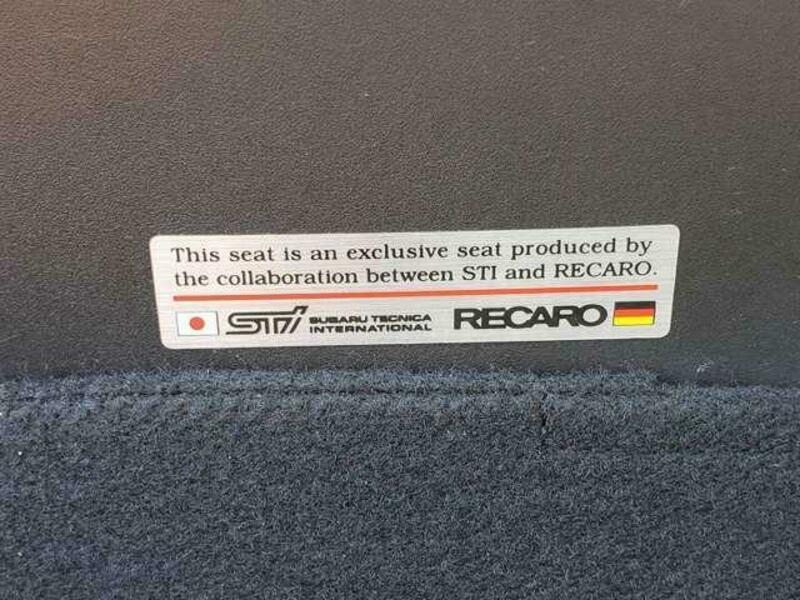 This seat is an exclusive seat produced by
the collaboration between STI and RECARO.
STI SUBARU TECNICA INTERNATIONAL RECARO